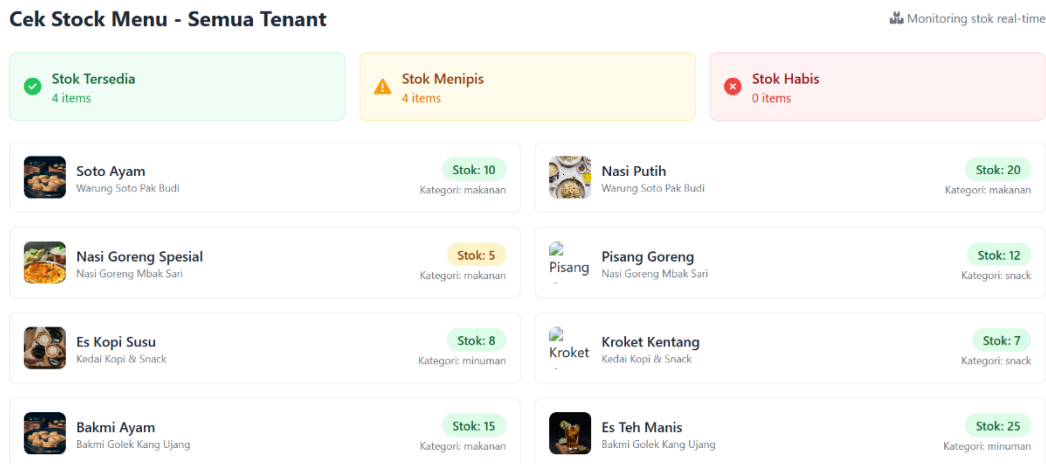 Cek Stock Menu - Semua Tenant
Monitoring stok real-time
Stok Tersedia
4 items
Stok Menipis
4 items
Stok Habis
0 items
Soto Ayam
Warung Soto Pak Budi
Stok: 10
Kategori: makanan
Nasi Putih
Warung Soto Pak Budi
Stok: 20
Kategori: makanan
Nasi Goreng Spesial
Nasi Goreng Mbak Sari
Stok: 5
Kategori: makanan
Pisang
Pisang Goreng
Nasi Goreng Mbak Sari
Stok: 12
Kategori: snack
Es Kopi Susu
Kedai Kopi & Snack
Stok: 8
Kategori: minuman
Kroket
Kroket Kentang
Kedai Kopi & Snack
Stok: 7
Kategori: snack
Bakmi Ayam
Bakmi Golek Kang Ujang
Stok: 15
Kategori: makanan
Es Teh Manis
Bakmi Golek Kang Ujang
Stok: 25
Kategori: minuman